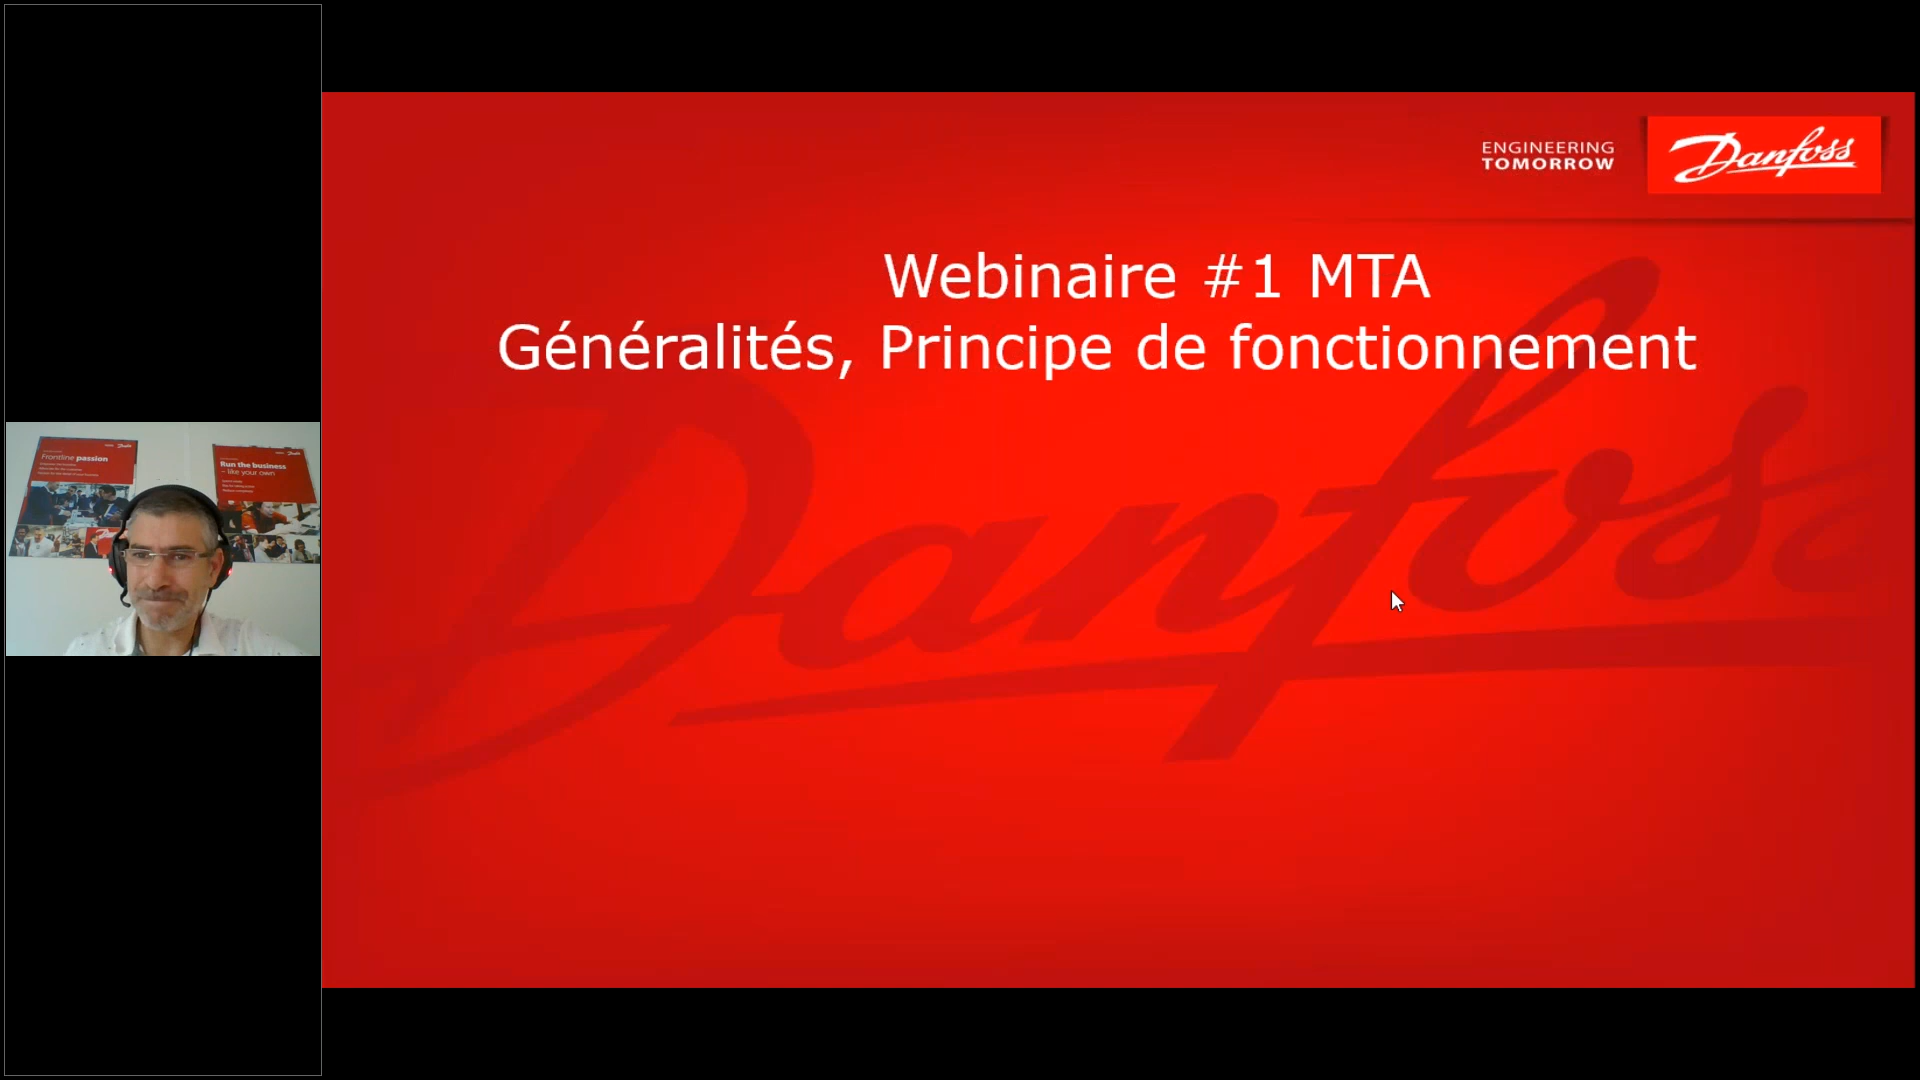 ENGINEERING
TOMORROW
Danfoss
Webinaire #1 MTA
Généralités, Principe de fonctionnement
Danfoss
Frontline passion
Run the business
– like your own